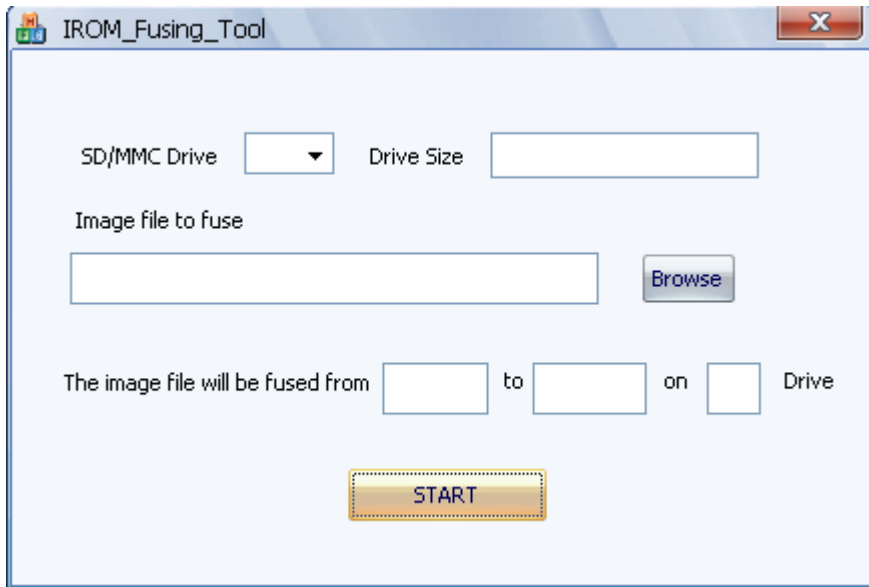 IROM_Fusing_Tool
SD/MMC Drive Drive Size
Image file to fuse
Browse
The image file will be fused from to on Drive
START